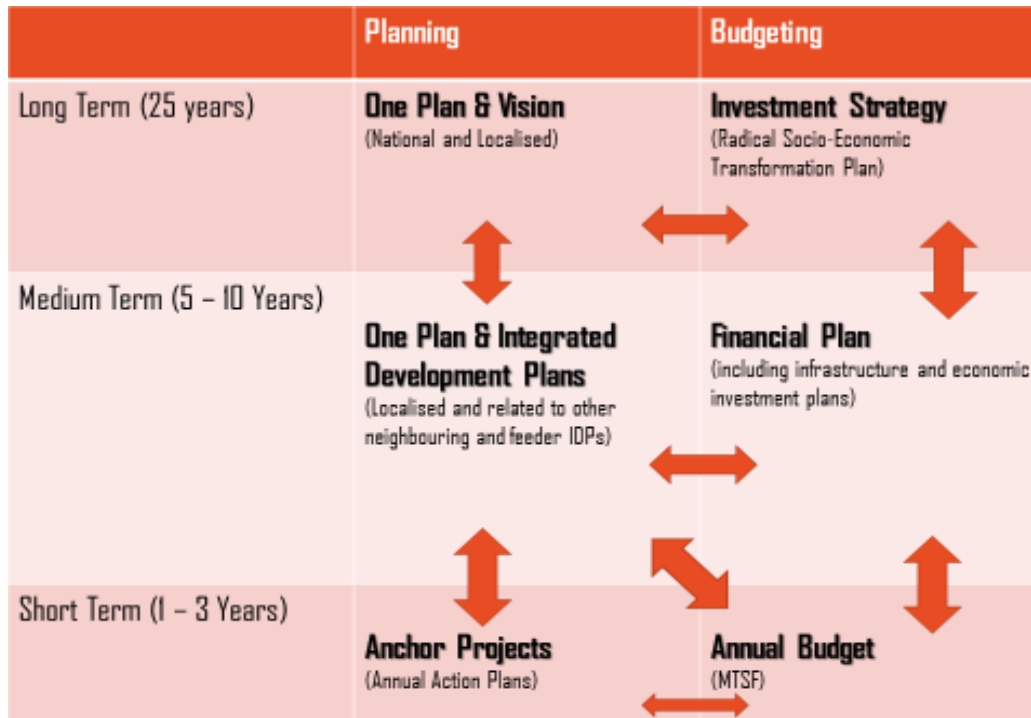 Planning
Budgeting
Long Term (25 years)
One Plan & Vision
(National and Localised)
Investment Strategy
(Radical Socio-Economic
Transformation Plan)
Medium Term (5 – 10 Years)
One Plan & Integrated
Development Plans
(Localised and related to other
neighbouring and feeder IDPs)
Financial Plan
(including infrastructure and economic
investment plans)
Short Term (1 – 3 Years)
Anchor Projects
(Annual Action Plans)
Annual Budget
(MTSF)